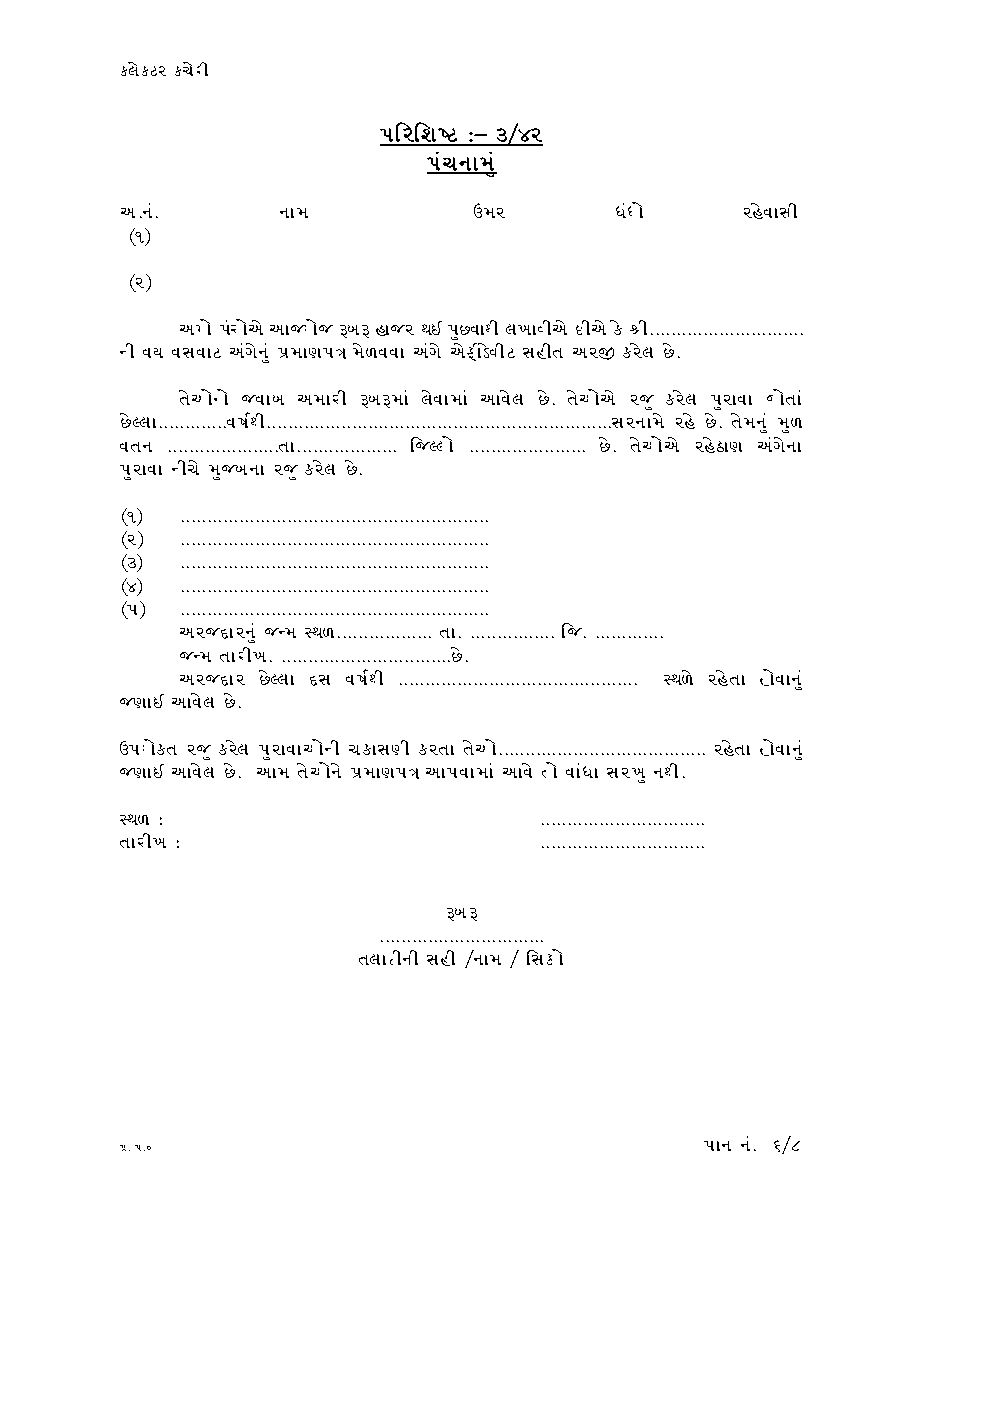 કલેકટર કચેરી
પરિશિષ્ટ :– ૩/૪૨
પંચનામું
અ.નં. નામ ઉમર ધંધો રહેવાસી
(૧)
(૨)
અમો પંચોએ આજરોજ રૂબરૂ હાજર થઈ પુછવાથી લખાવીએ છીએ કે શ્રી.............................
ની વય વસવાટ અંગેનું પ્રમાણપત્ર મેળવવા અંગે એફીડેવીટ સહીત અરજી કરેલ છે.
તેઓનો જવાબ અમારી રૂબરૂમાં લેવામાં આવેલ છે. તેઓએ રજુ કરેલ પુરાવા જોતાં
છેલ્લા.............વર્ષથી.................................................................સરનામે રહે છે. તેમનું મુળ
વતન .....................તા................... જિલ્લો ...................... છે. તેઓએ રહેઠાણ અંગેના
પુરાવા નીચે મુજબના રજુ કરેલ છે.
(૧) ..........................................................
(૨) ..........................................................
(૩) ..........................................................
(૪) ..........................................................
(૫) ..........................................................
અરજદારનું જન્મ સ્થળ.................. તા. ................ જિ. .............
જન્મ તારીખ. ................................છે.
અરજદાર છેલ્લા દસ વર્ષથી ............................................. સ્થળે રહેતા હોવાનું
જણાઈ આવેલ છે.
ઉપરોકત રજુ કરેલ પુરાવાઓની ચકાસણી કરતા તેઓ....................................... રહેતા હોવાનું
જણાઈ આવેલ છે. આમ તેઓને પ્રમાણપત્ર આપવામાં આવે તો વાંધા સરખુ નથી.
સ્થળ : ...............................
તારીખ : ...............................
રૂબરૂ
...............................
તલાટીની સહી /નામ / સિકકો
પાન નં. ૬/૮